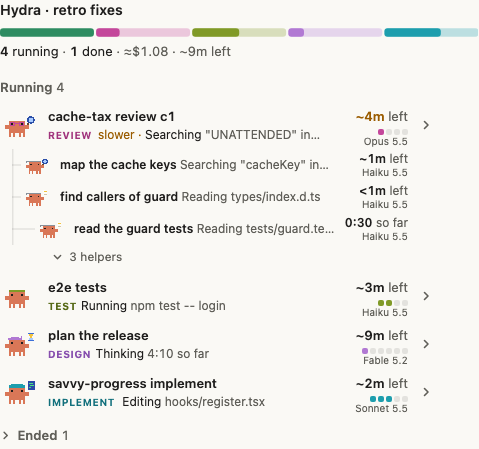 Hydra · retro fixes
4 running · 1 done · ≈$1.08 · ~9m left
Running 4
cache-tax review c1
~4m left
REVIEW slower · Searching "UNATTENDED" in...
Opus 5.5
map the cache keys Searching "cacheKey" in...
~1m left
Haiku 5.5
find callers of guard Reading types/index.d.ts
<1m left
Haiku 5.5
read the guard tests Reading tests/guard.te...
0:30 so far
Haiku 5.5
3 helpers
e2e tests
~3m left
TEST Running npm test -- login
Haiku 5.5
plan the release
~9m left
DESIGN Thinking 4:10 so far
Fable 5.2
savvy-progress implement
~2m left
IMPLEMENT Editing hooks/register.tsx
Sonnet 5.5
Ended 1